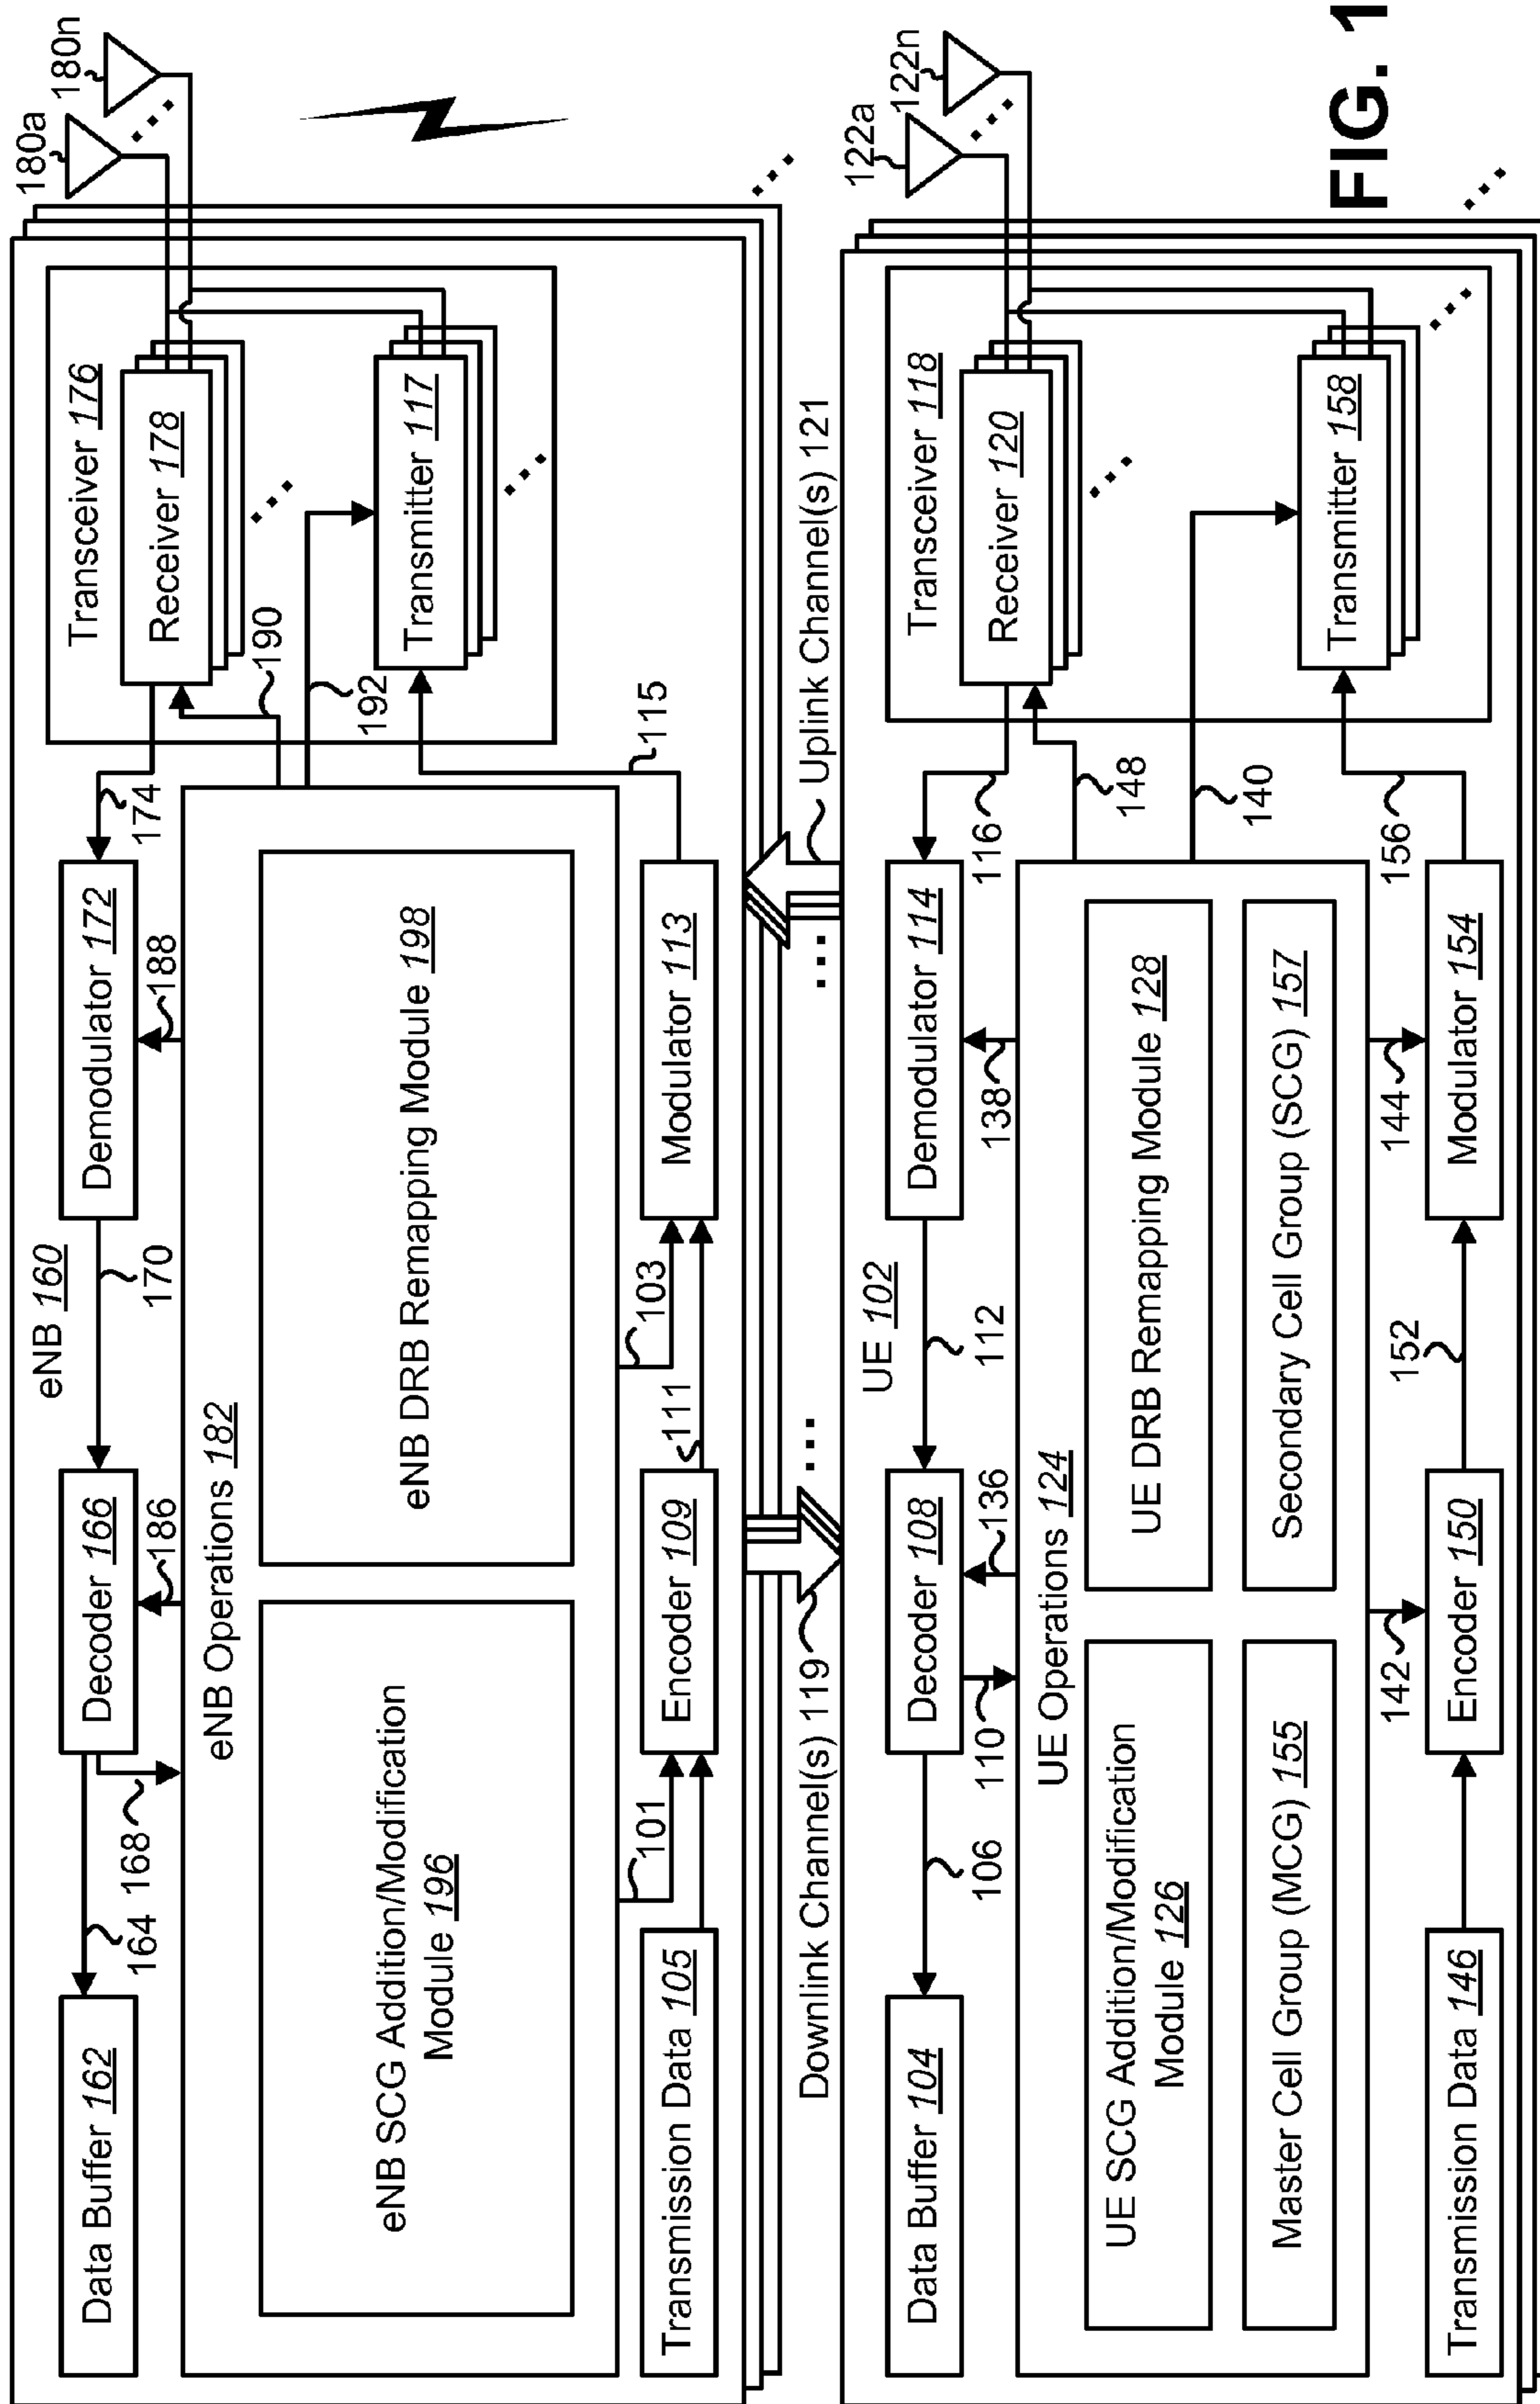 eNB 160
180a
180n
Data Buffer 162
164
168
Decoder 166
186
170
Demodulator 172
188
174
Transceiver 176
Receiver 178
190
eNB Operations 182
192
eNB SCG Addition/Modification
Module 196
eNB DRB Remapping Module 198
Transmitter 117
101
103
115
Transmission Data 105
Encoder 109
111
Modulator 113
Downlink Channel(s) 119
Uplink Channel(s) 121
UE 102
122a
122n
Data Buffer 104
106
110
Decoder 108
136
112
Demodulator 114
138
116
Transceiver 118
Receiver 120
148
UE Operations 124
140
UE SCG Addition/Modification
Module 126
UE DRB Remapping Module 128
Master Cell Group (MCG) 155
Secondary Cell Group (SCG) 157
Transmitter 158
142
144
156
Transmission Data 146
Encoder 150
152
Modulator 154
FIG. 1